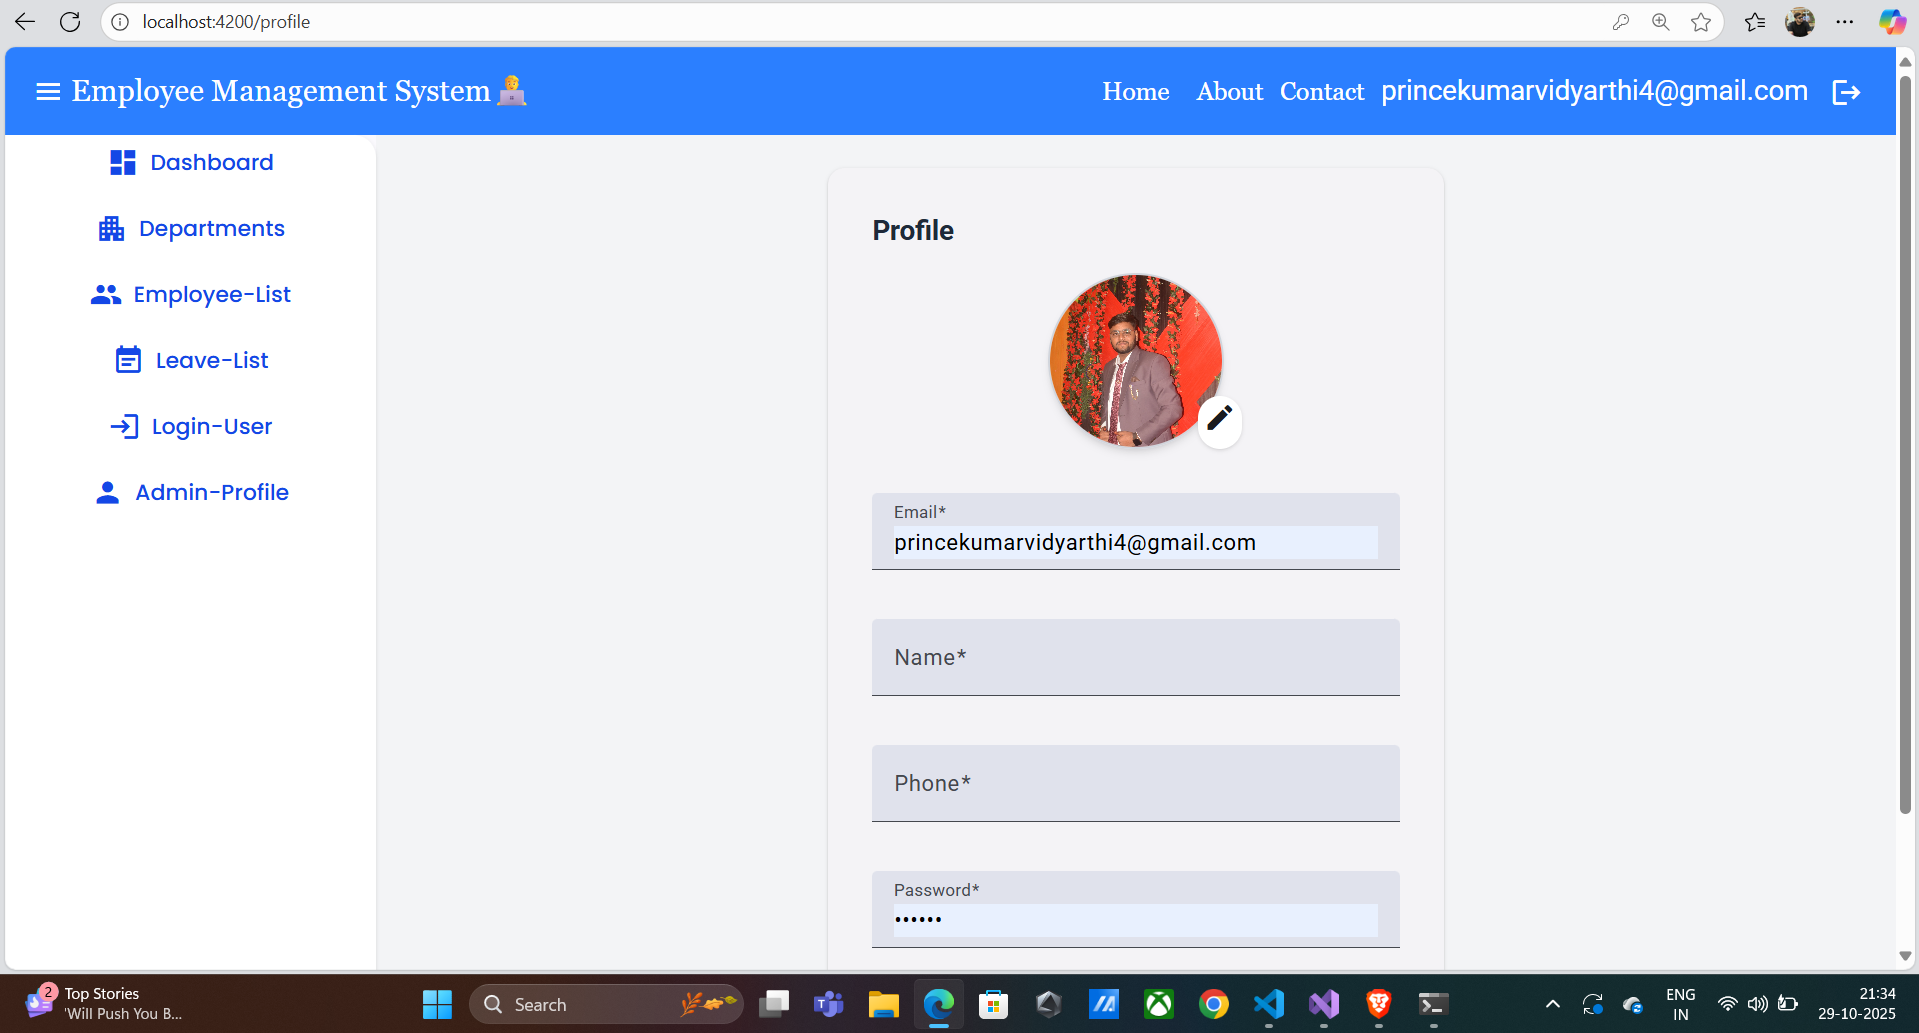 localhost:4200/profile
Employee Management System
Home About Contact princekumarvidyarthi4@gmail.com
Dashboard
Departments
Employee-List
Leave-List
Login-User
Admin-Profile
Profile
Email*
princekumarvidyarthi4@gmail.com
Name*
Phone*
Password*
••••••
2
Top Stories
'Will Push You B...
Search
ENG
IN
21:34
29-10-2025